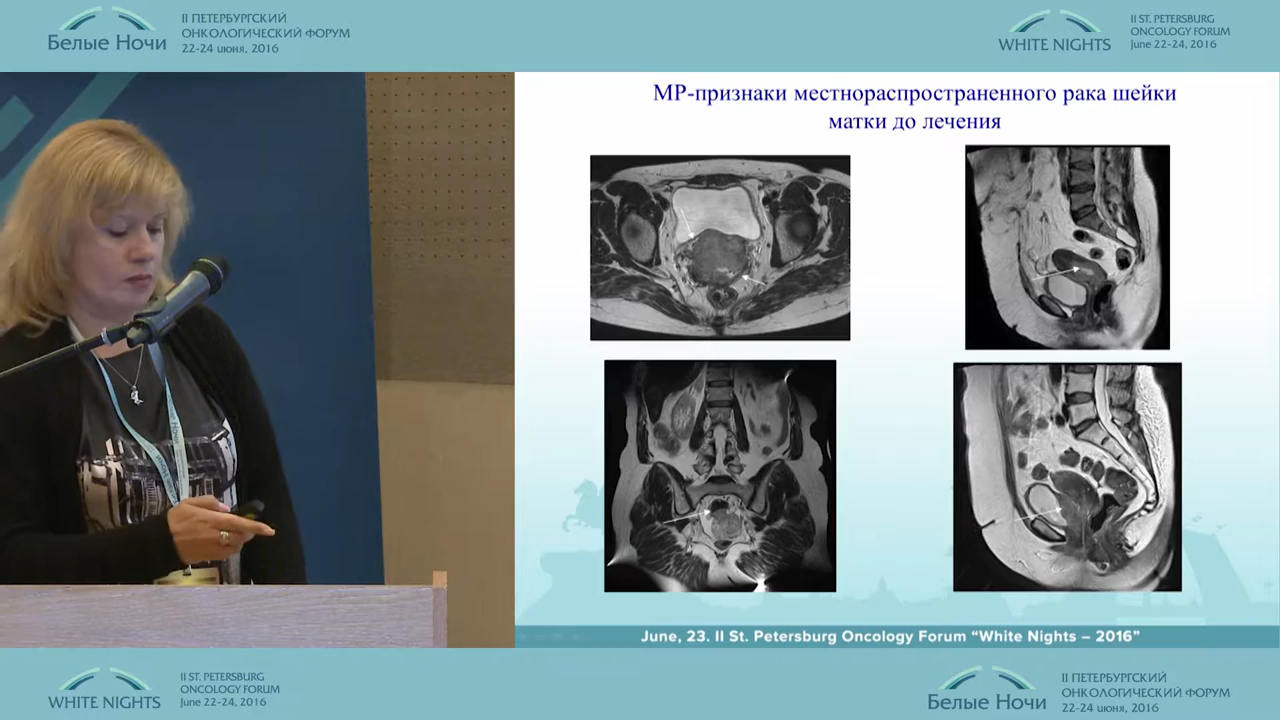 II ПЕТЕРБУРГСКИЙ
ОНКОЛОГИЧЕСКИЙ ФОРУМ
22-24 июня, 2016
Белые Ночи
WHITE NIGHTS
II ST. PETERSBURG
ONCOLOGY FORUM
June 22-24, 2016
МР-признаки местнораспространенного рака шейки
матки до лечения
June, 23. II St. Petersburg Oncology Forum “White Nights – 2016”
WHITE NIGHTS
II ST. PETERSBURG
ONCOLOGY FORUM
June 22-24, 2016
Белые Ночи
II ПЕТЕРБУРГСКИЙ
ОНКОЛОГИЧЕСКИЙ ФОРУМ
22-24 июня, 2016